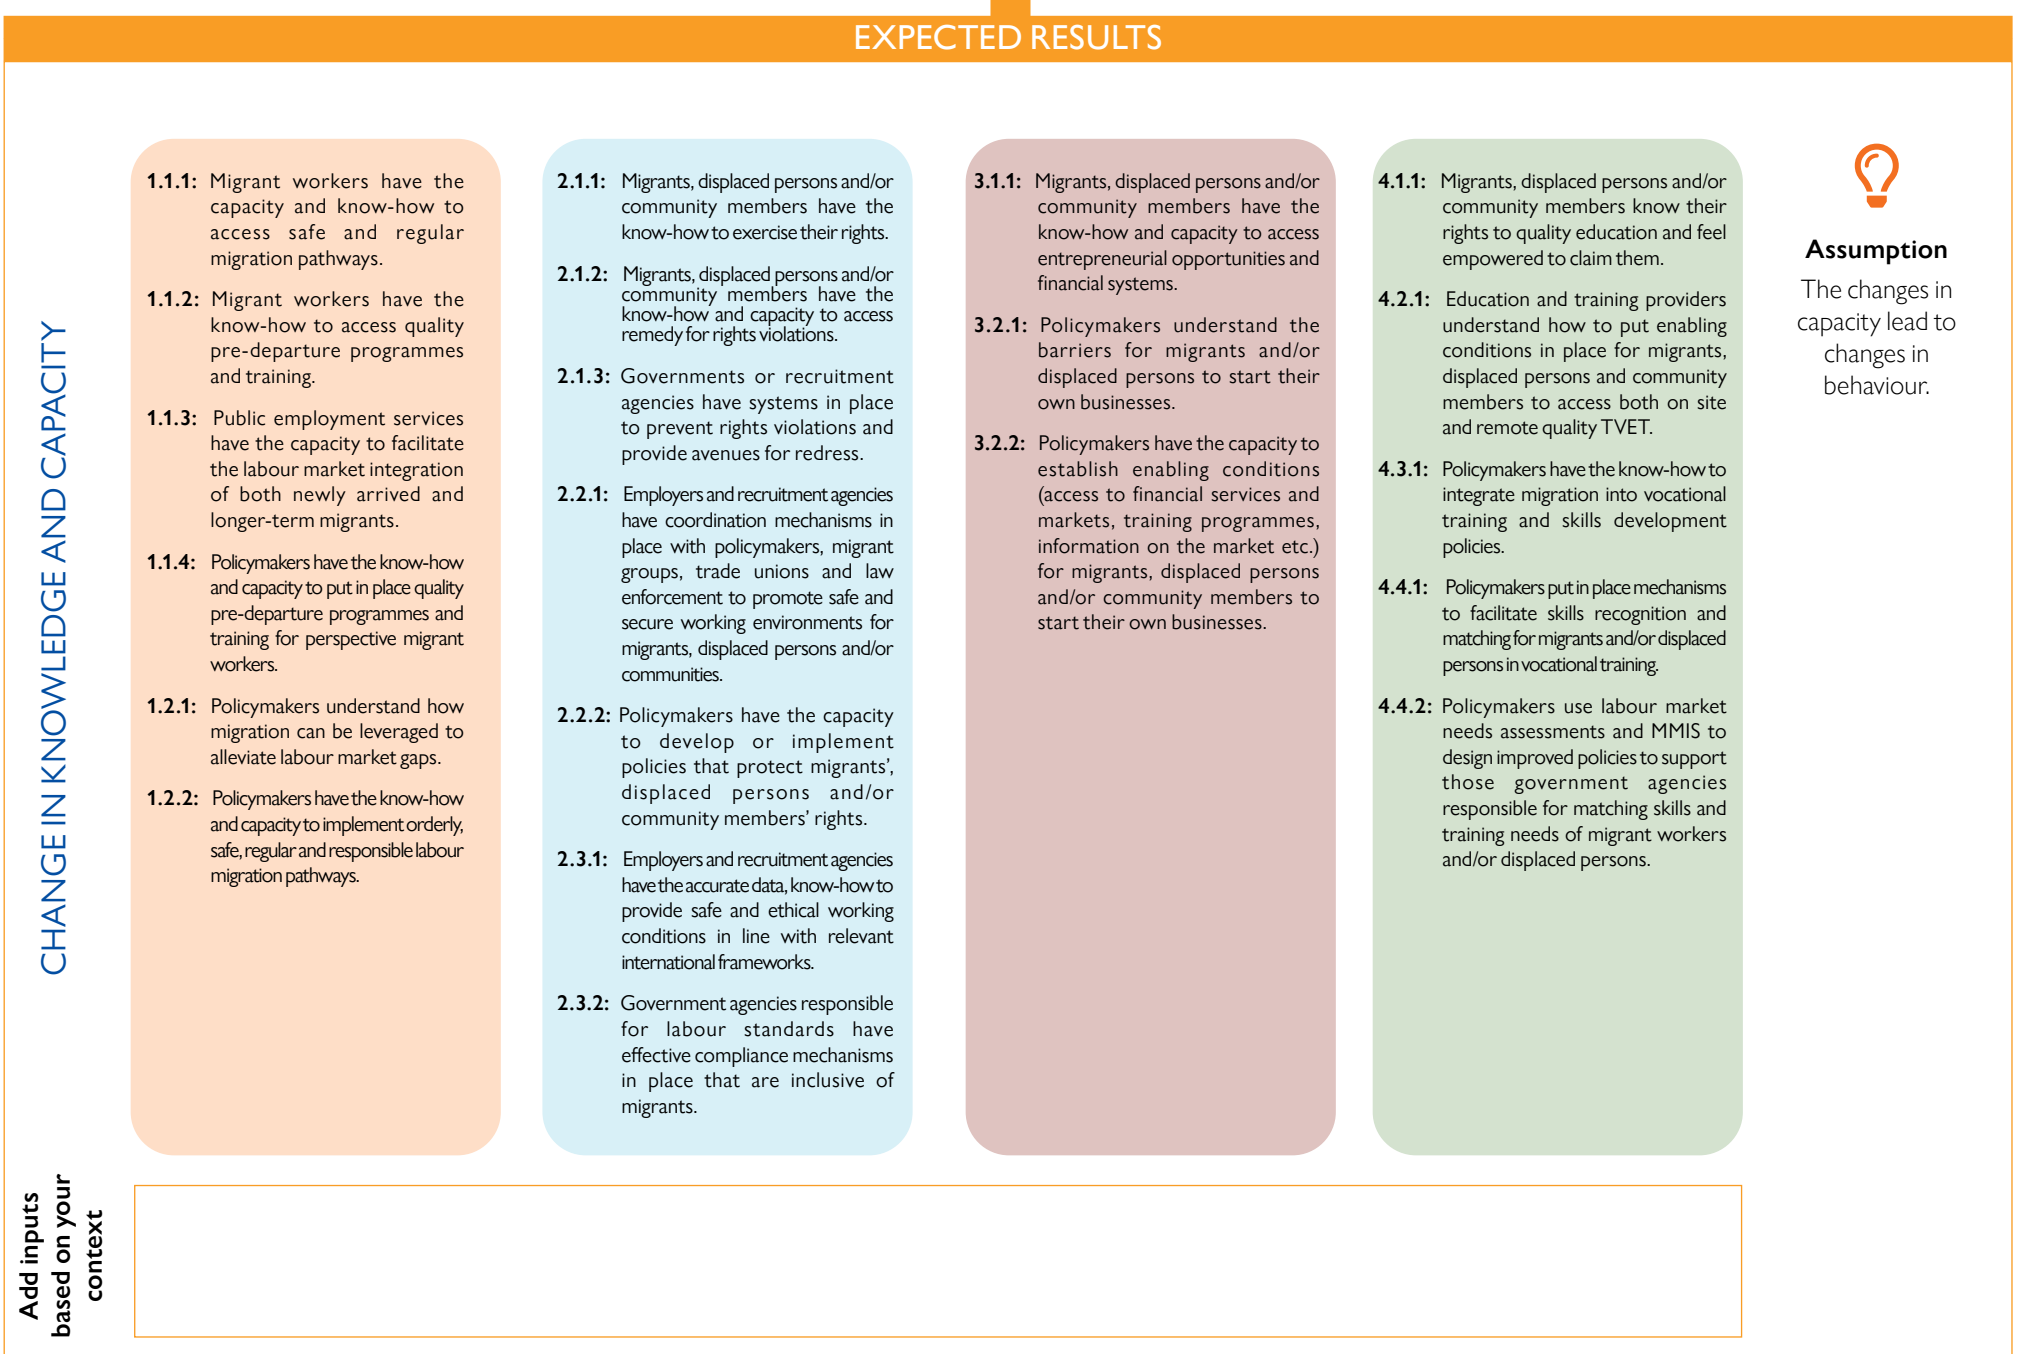 EXPECTED RESULTS
CHANGE IN KNOWLEDGE AND CAPACITY
1.1.1: Migrant workers have the
capacity and know-how to
access safe and regular
migration pathways.
1.1.2: Migrant workers have the
know-how to access quality
pre-departure programmes
and training.
1.1.3: Public employment services
have the capacity to facilitate
the labour market integration
of both newly arrived and
longer-term migrants.
1.1.4: Policymakers have the know-how
and capacity to put in place quality
pre-departure programmes and
training for perspective migrant
workers.
1.2.1: Policymakers understand how
migration can be leveraged to
alleviate labour market gaps.
1.2.2: Policymakers have the know-how
and capacity to implement orderly,
safe, regular and responsible labour
migration pathways.
2.1.1: Migrants, displaced persons and/or
community members have the
know-how to exercise their rights.
2.1.2: Migrants, displaced persons and/or
community members have the
know-how and capacity to access
remedy for rights violations.
2.1.3: Governments or recruitment
agencies have systems in place
to prevent rights violations and
provide avenues for redress.
2.2.1: Employers and recruitment agencies
have coordination mechanisms in
place with policymakers, migrant
groups, trade unions and law
enforcement to promote safe and
secure working environments for
migrants, displaced persons and/or
communities.
2.2.2: Policymakers have the capacity
to develop or implement
policies that protect migrants',
displaced persons and/or
community members' rights.
2.3.1: Employers and recruitment agencies
have the accurate data, know-how to
provide safe and ethical working
conditions in line with relevant
international frameworks.
2.3.2: Government agencies responsible
for labour standards have
effective compliance mechanisms
in place that are inclusive of
migrants.
3.1.1: Migrants, displaced persons and/or
community members have the
know-how and capacity to access
entrepreneurial opportunities and
financial systems.
3.2.1: Policymakers understand the
barriers for migrants and/or
displaced persons to start their
own businesses.
3.2.2: Policymakers have the capacity to
establish enabling conditions
(access to financial services and
markets, training programmes,
information on the market etc.)
for migrants, displaced persons
and/or community members to
start their own businesses.
4.1.1: Migrants, displaced persons and/or
community members know their
rights to quality education and feel
empowered to claim them.
4.2.1: Education and training providers
understand how to put enabling
conditions in place for migrants,
displaced persons and community
members to access both on site
and remote quality TVET.
4.3.1: Policymakers have the know-how to
integrate migration into vocational
training and skills development
policies.
4.4.1: Policymakers put in place mechanisms
to facilitate skills recognition and
matching for migrants and/or displaced
persons in vocational training.
4.4.2: Policymakers use labour market
needs assessments and MMIS to
design improved policies to support
those government agencies
responsible for matching skills and
training needs of migrant workers
and/or displaced persons.
Assumption
The changes in
capacity lead to
changes in
behaviour.
Add inputs
based on your
context